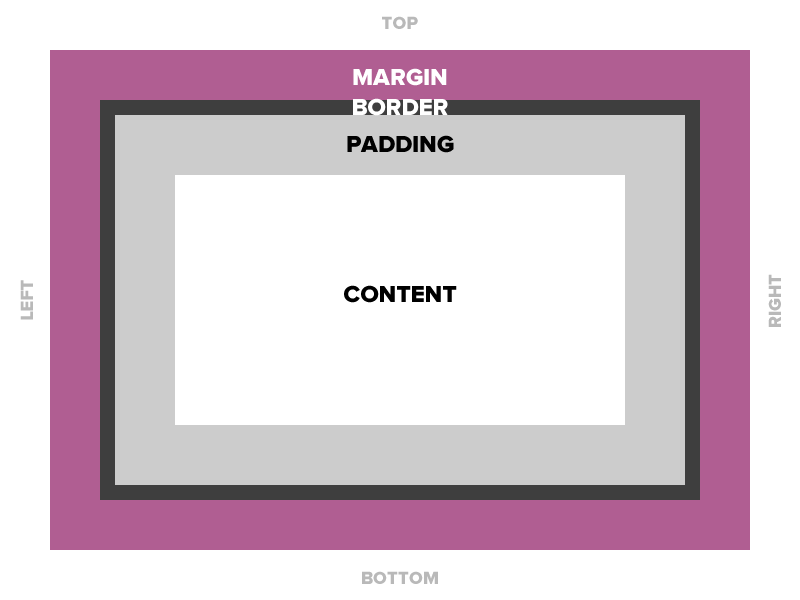 TOP
MARGIN
BORDER
PADDING
LEFT
CONTENT
RIGHT
BOTTOM